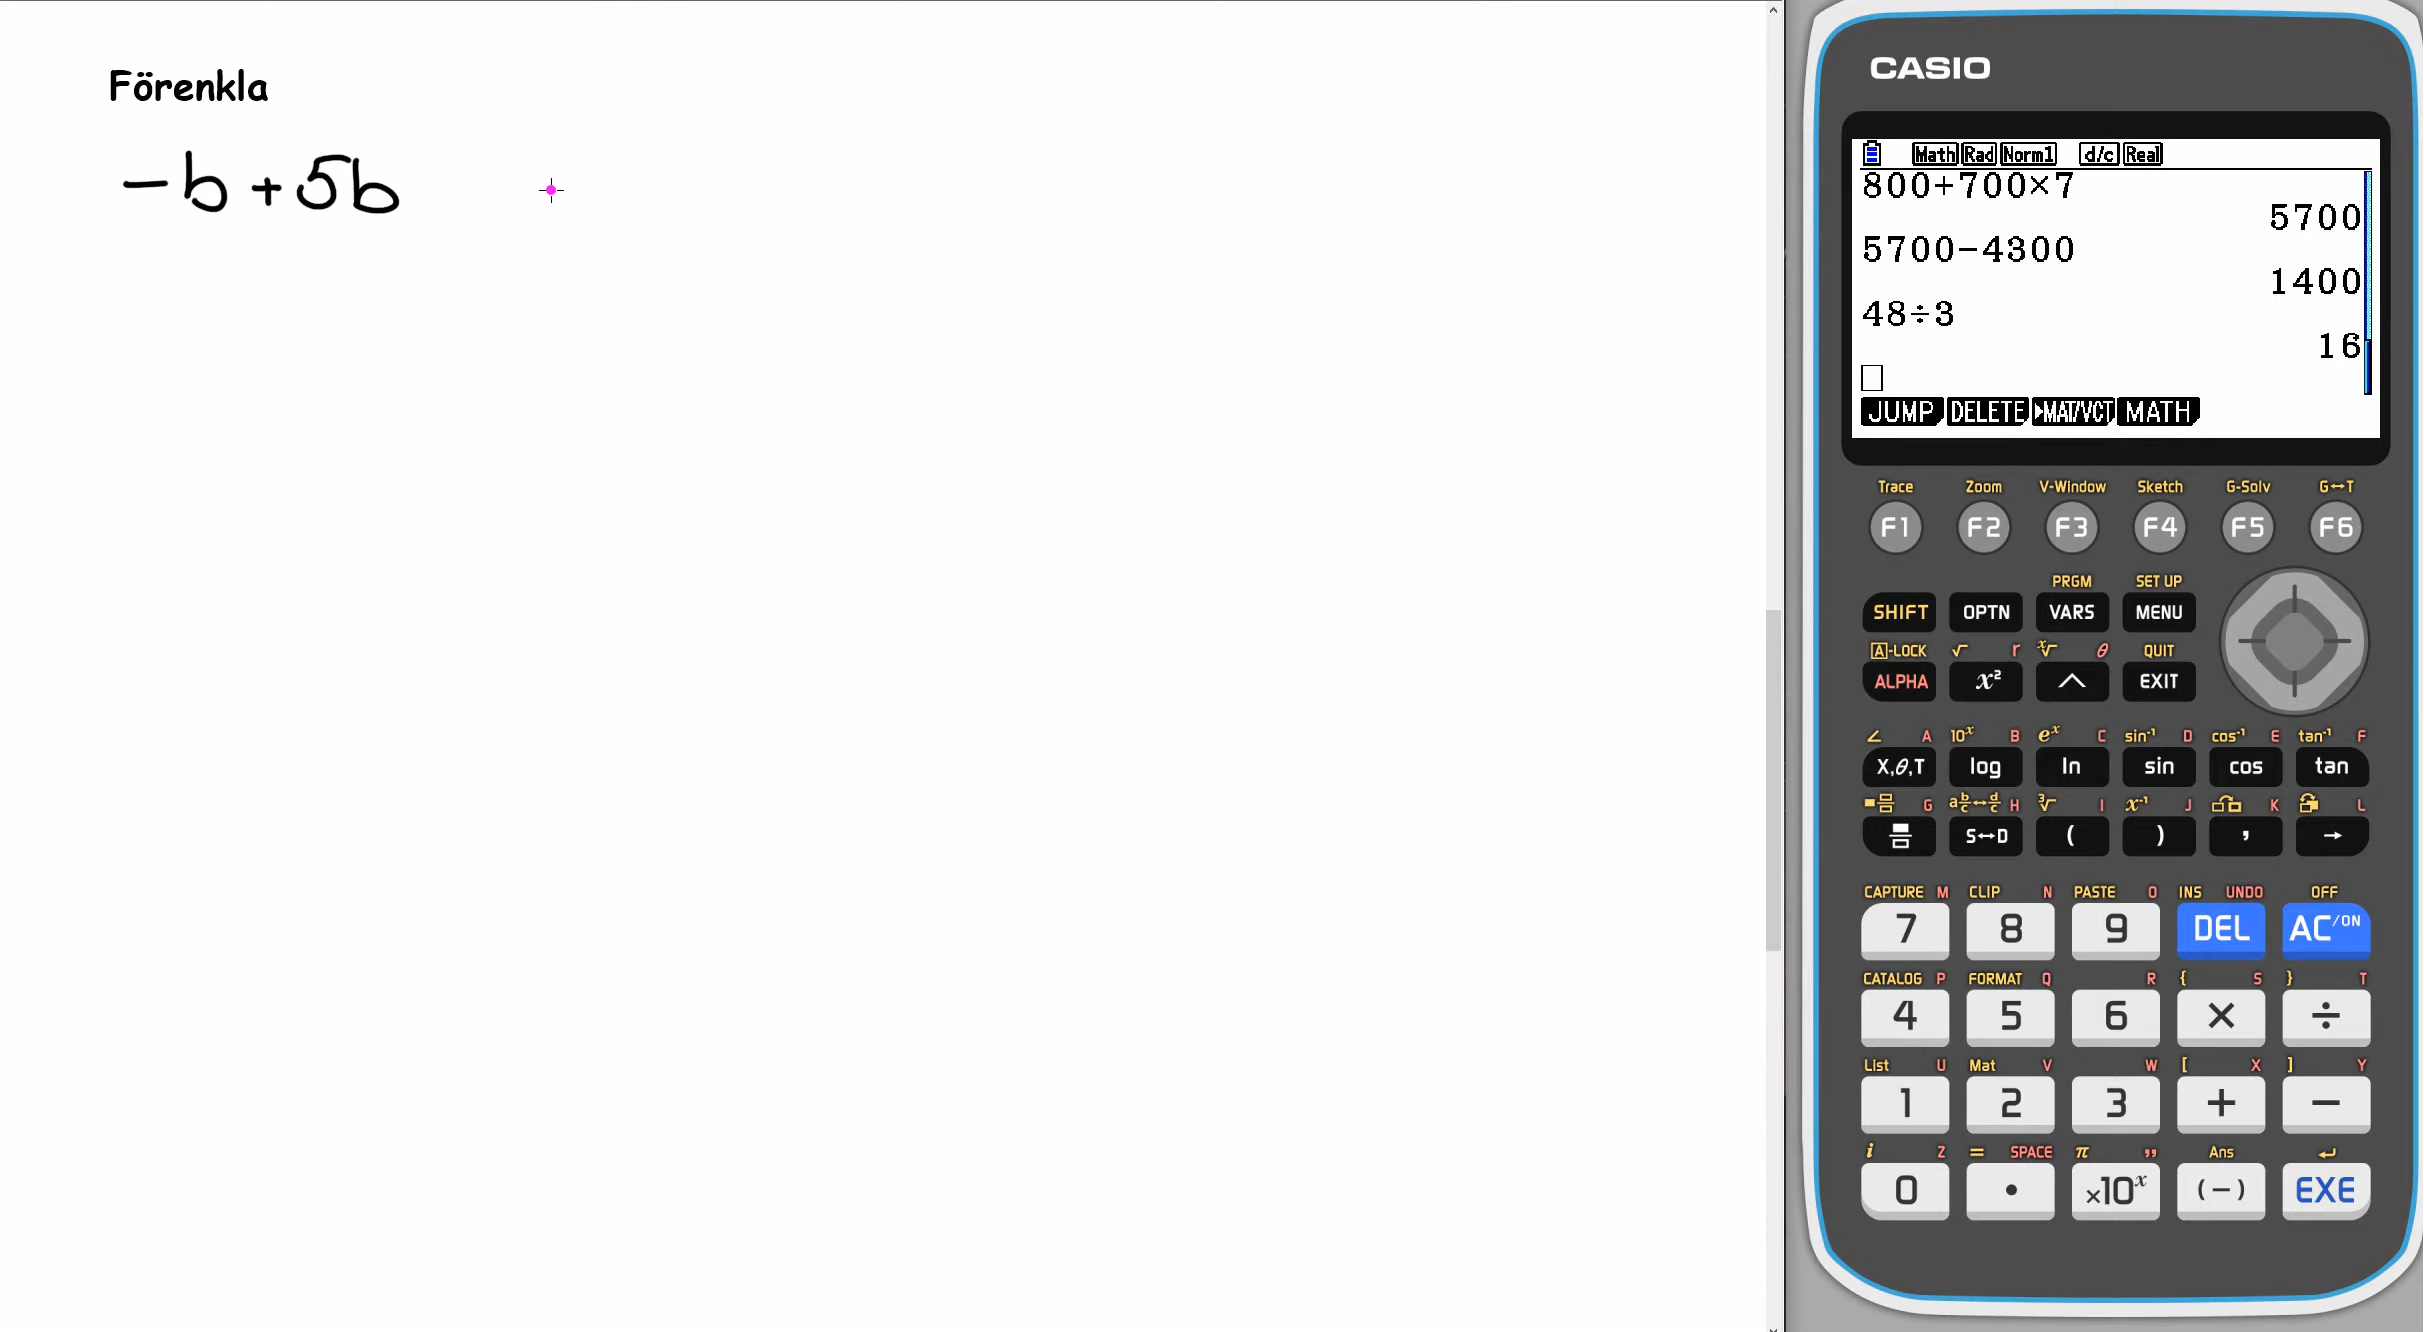 Förenkla
-b+5b
CASIO
Math Rad Norm1 d/c Real
800+700×7
5700
5700-4300
1400
48÷3
16
JUMP DELETE ▶MAT/VCT MATH
Trace Zoom V-Window Sketch G-Solv G↔T
F1 F2 F3 F4 F5 F6
PRGM SET UP
SHIFT OPTN VARS MENU
A-LOCK √ r ˣ√ θ QUIT
ALPHA x² ^ EXIT
∠ A 10ˣ B eˣ C sin⁻¹ D cos⁻¹ E tan⁻¹ F
X,θ,T log ln sin cos tan
G a b/c↔d/c H ³√ I x⁻¹ J K L
S↔D ( ) , →
CAPTURE M CLIP N PASTE O INS UNDO OFF
7 8 9 DEL AC/ON
CATALOG P FORMAT Q R { S } T
4 5 6 × ÷
List U Mat V W [ X ] Y
1 2 3 + −
i Z = SPACE π " Ans ↵
0 • ×10ˣ (−) EXE